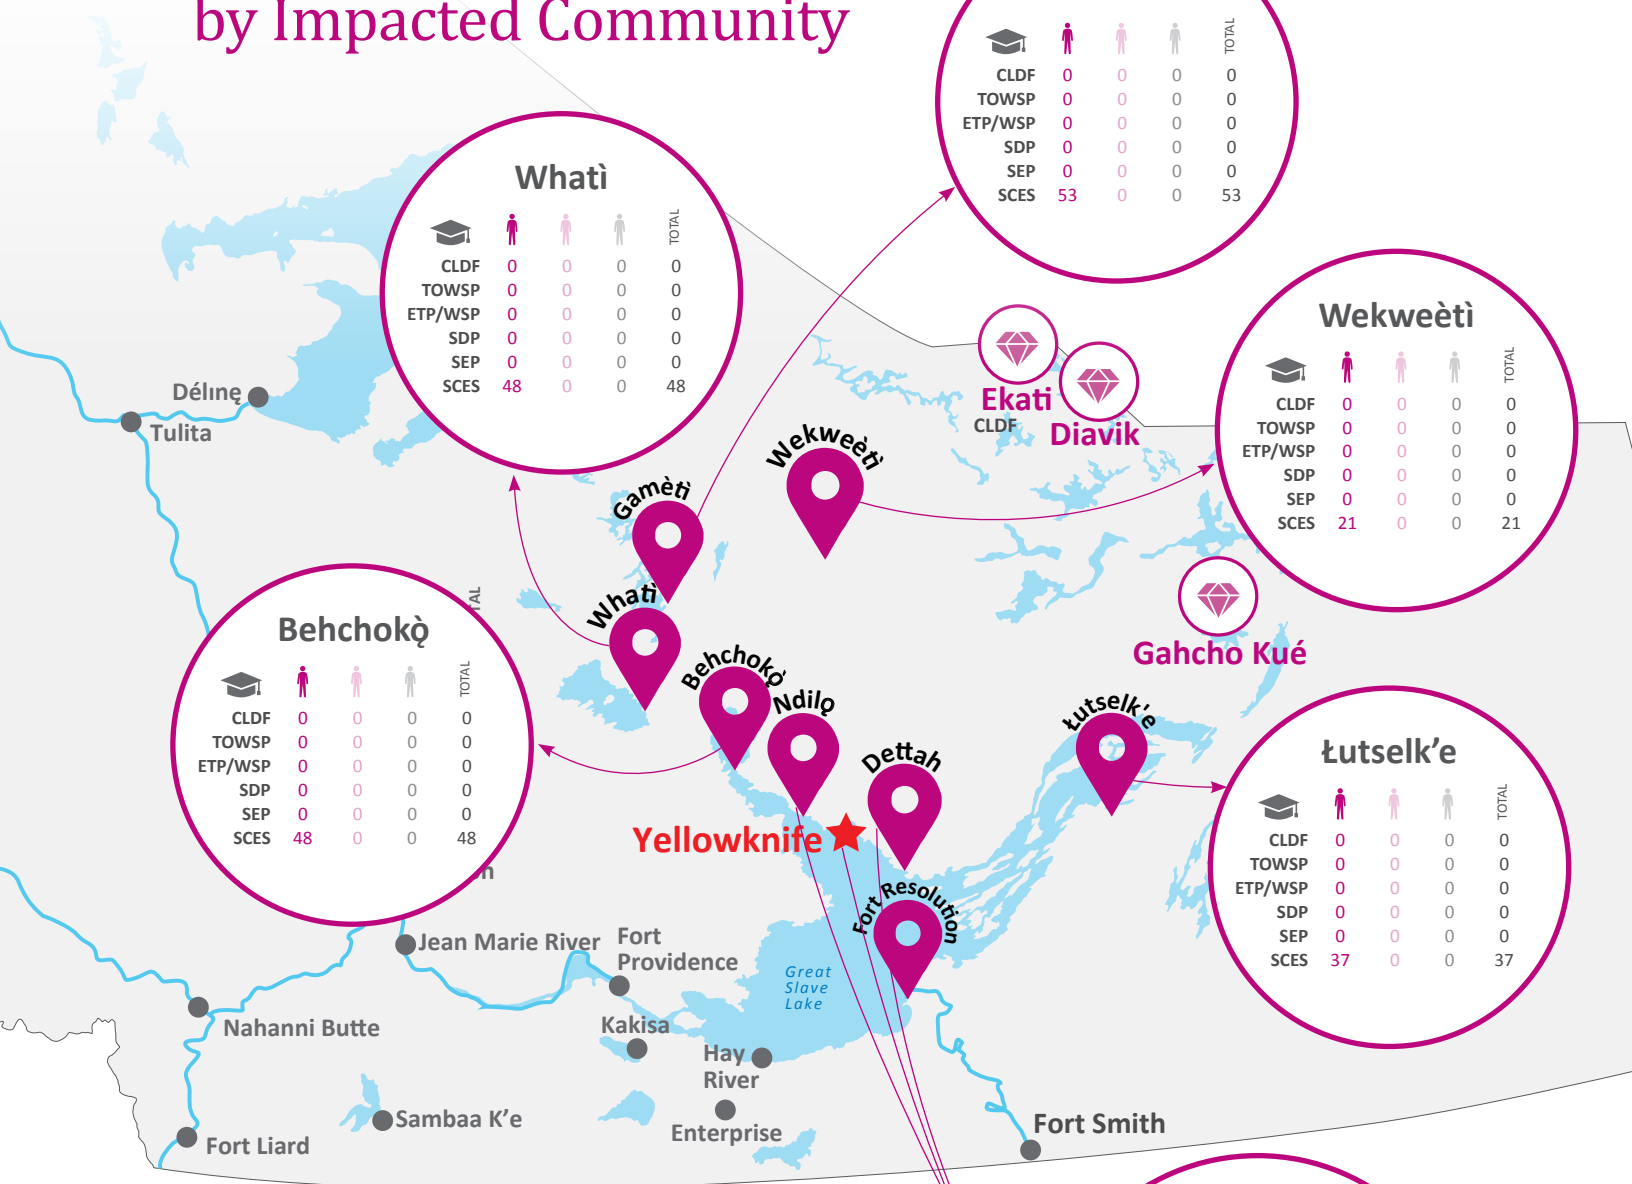 by Impacted Community
TOTAL
CLDF 0 0 0 0
TOWSP 0 0 0 0
ETP/WSP 0 0 0 0
SDP 0 0 0 0
SEP 0 0 0 0
SCES 53 0 0 53
Whatì
TOTAL
CLDF 0 0 0 0
TOWSP 0 0 0 0
ETP/WSP 0 0 0 0
SDP 0 0 0 0
SEP 0 0 0 0
SCES 48 0 0 48
Wekweètì
TOTAL
CLDF 0 0 0 0
TOWSP 0 0 0 0
ETP/WSP 0 0 0 0
SDP 0 0 0 0
SEP 0 0 0 0
SCES 21 0 0 21
Ekati
CLDF
Diavik
Délınę
Tulita
Wekweètì
Gamètì
Whatì
Behchokǫ̀
TOTAL
CLDF 0 0 0 0
TOWSP 0 0 0 0
ETP/WSP 0 0 0 0
SDP 0 0 0 0
SEP 0 0 0 0
SCES 48 0 0 48
TAL
n
Gahcho Kué
Behchokǫ̀
Ndilǫ
Dettah
Łutselk'e
Łutselk’e
TOTAL
CLDF 0 0 0 0
TOWSP 0 0 0 0
ETP/WSP 0 0 0 0
SDP 0 0 0 0
SEP 0 0 0 0
SCES 37 0 0 37
Yellowknife
Fort Resolution
Jean Marie River
Fort
Providence
Great
Slave
Lake
Nahanni Butte
Kakisa
Hay
River
Sambaa K’e
Enterprise
Fort Smith
Fort Liard